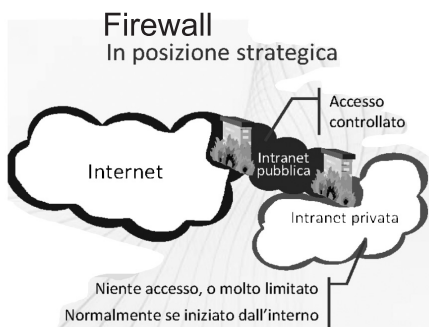 Firewall
In posizione strategica
Accesso
controllato
Internet
Intranet
pubblica
Intranet privata
Niente accesso, o molto limitato
Normalmente se iniziato dall'interno